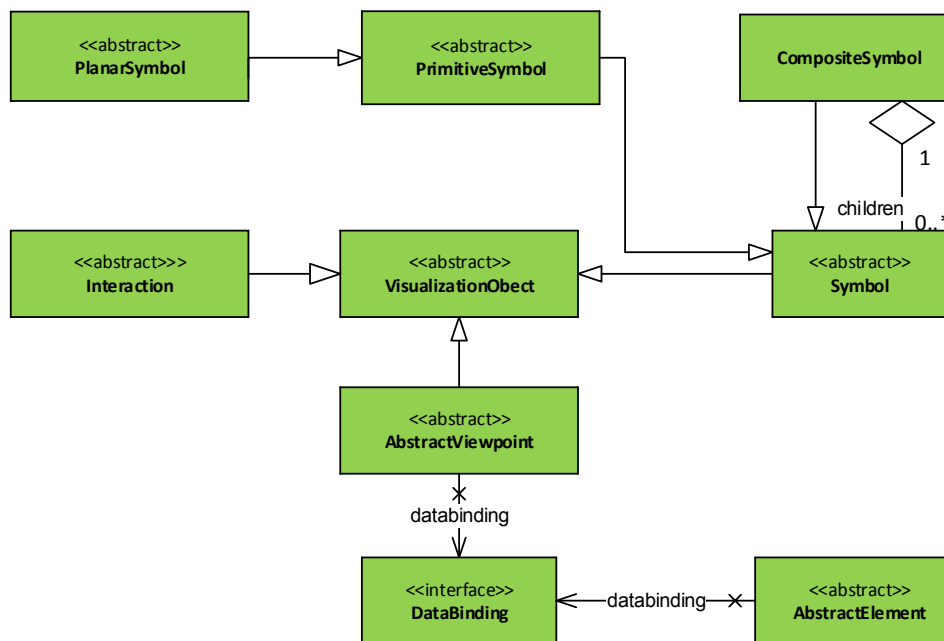 <<abstract>>
PlanarSymbol
<<abstract>>
PrimitiveSymbol
CompositeSymbol
1
children
0..*
<<abstract>>>
Interaction
<<abstract>>
VisualizationObect
<<abstract>>
Symbol
<<abstract>>
AbstractViewpoint
databinding
<<interface>>
DataBinding
databinding
<<abstract>>
AbstractElement